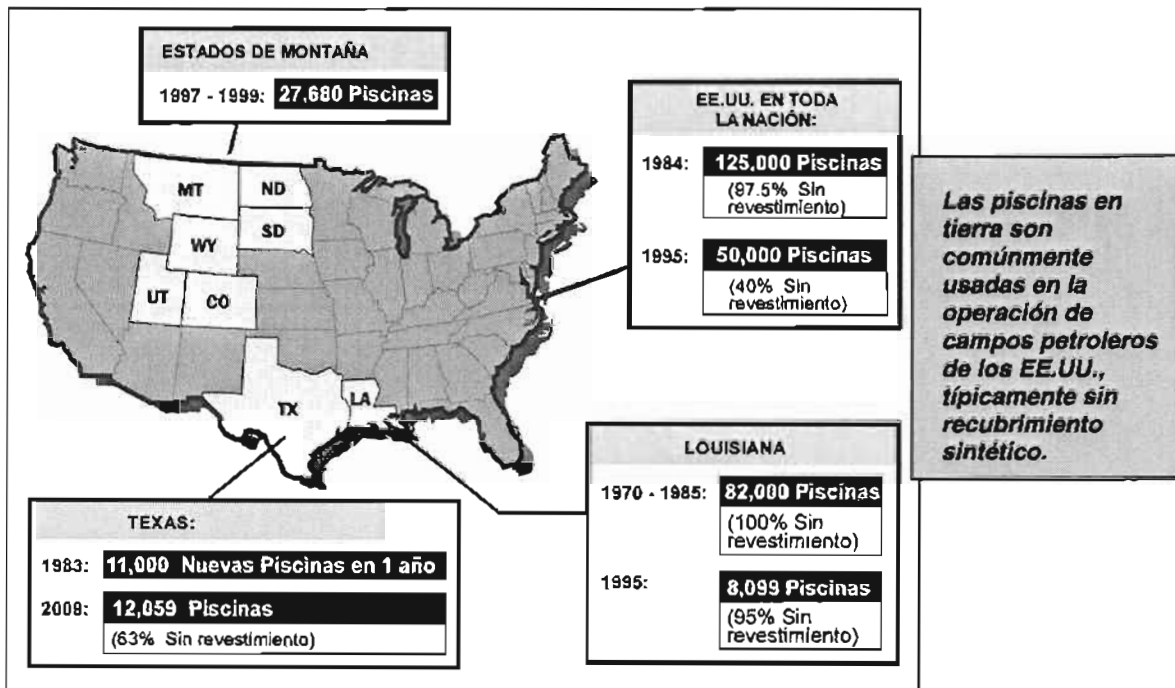 ESTADOS DE MONTAÑA
1997 - 1999: 27,680 Piscinas
EE.UU. EN TODA
LA NACIÓN:
1984: 125,000 Piscinas
(97.5% Sin
revestimiento)
1995: 50,000 Piscinas
(40% Sin
revestimiento)
Las piscinas en
tierra son
comúnmente
usadas en la
operación de
campos petroleros
de los EE.UU.,
típicamente sin
recubrimiento
sintético.
MT
ND
SD
WY
UT
CO
TX
LA
LOUISIANA
1970 - 1985: 82,000 Piscinas
(100% Sin
revestimiento)
1995: 8,099 Piscinas
(95% Sin
revestimiento)
TEXAS:
1983: 11,000 Nuevas Piscinas en 1 año
2008: 12,059 Piscinas
(63% Sin revestimiento)